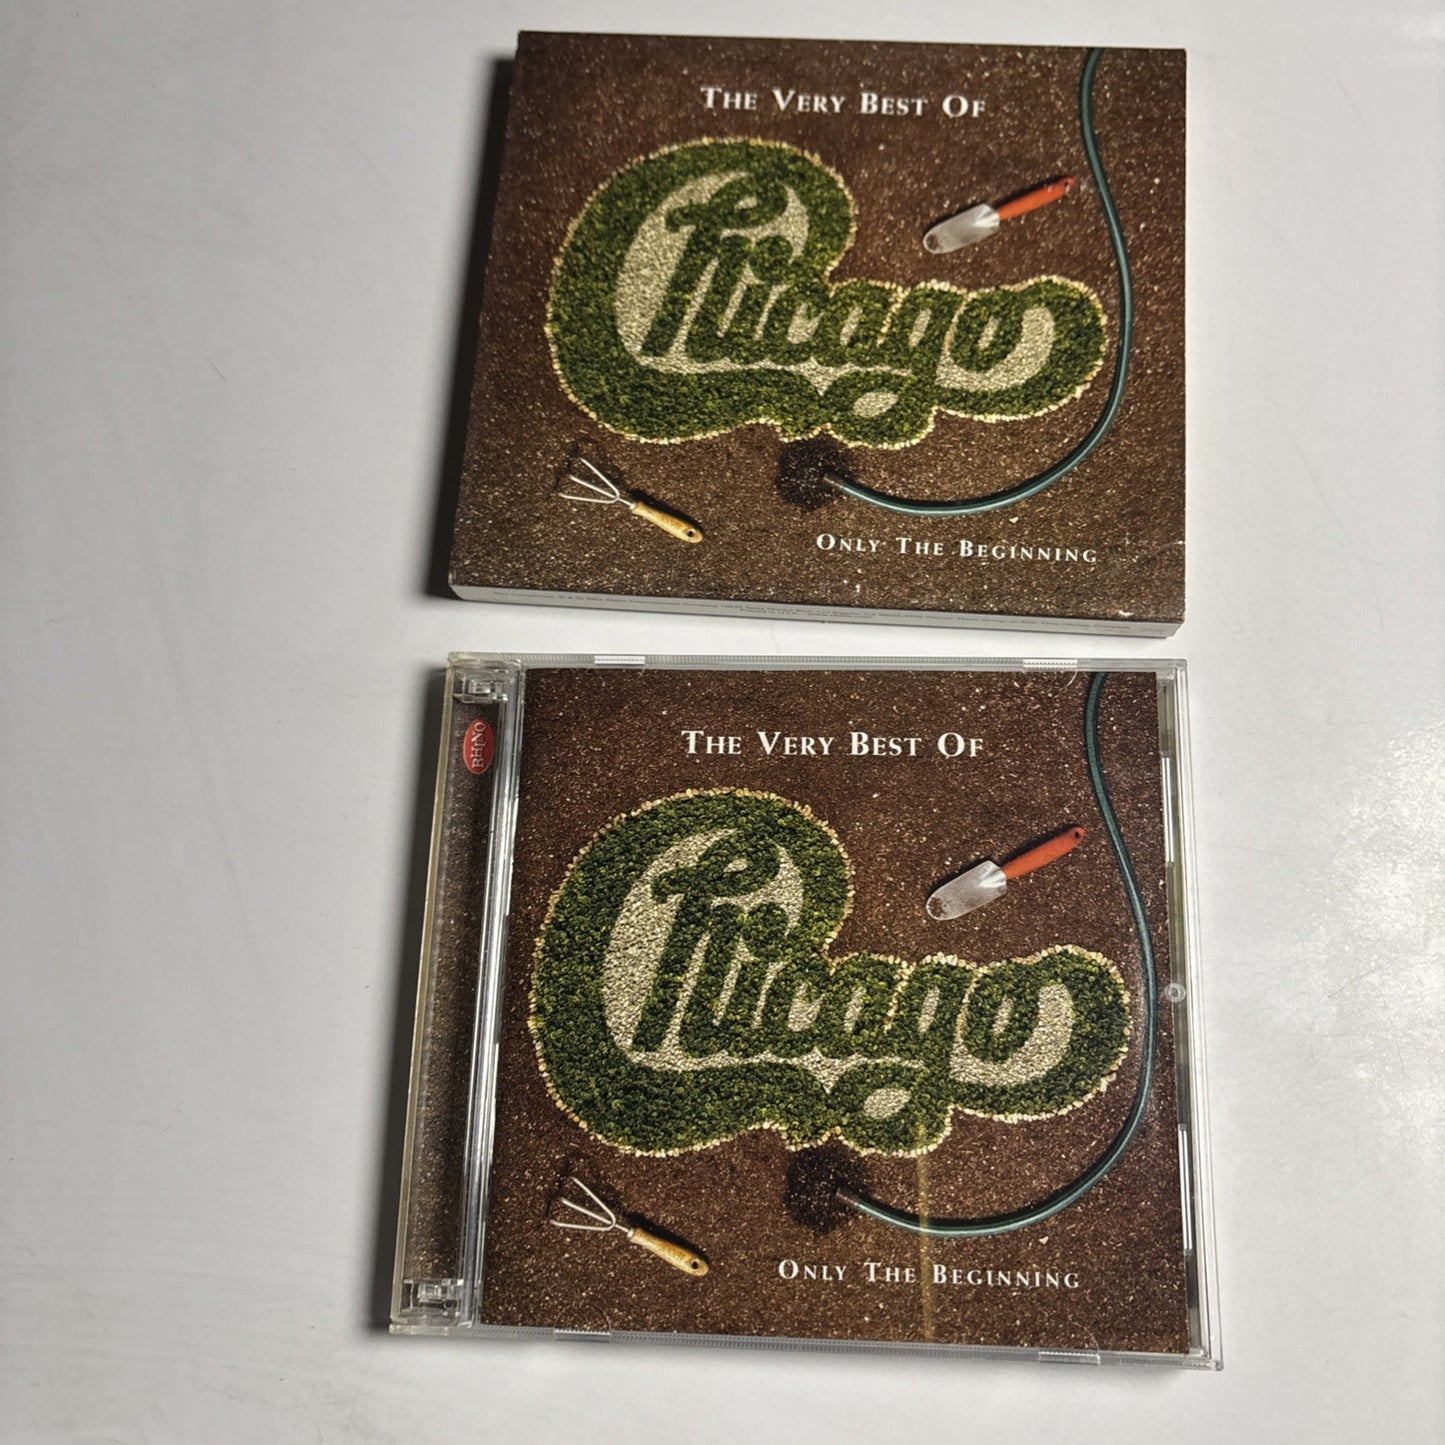 THE VERY BEST OF
Chicago
ONLY THE BEGINNING
RHINO
THE VERY BEST OF
Chicago
ONLY THE BEGINNING